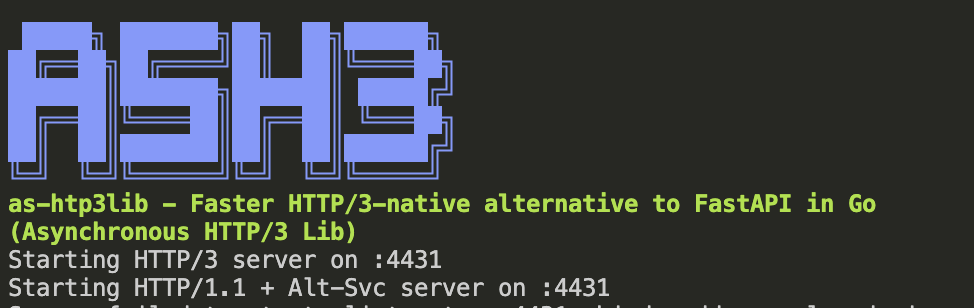 ASH3
as-htp3lib - Faster HTTP/3-native alternative to FastAPI in Go
(Asynchronous HTTP/3 Lib)
Starting HTTP/3 server on :4431
Starting HTTP/1.1 + Alt-Svc server on :4431